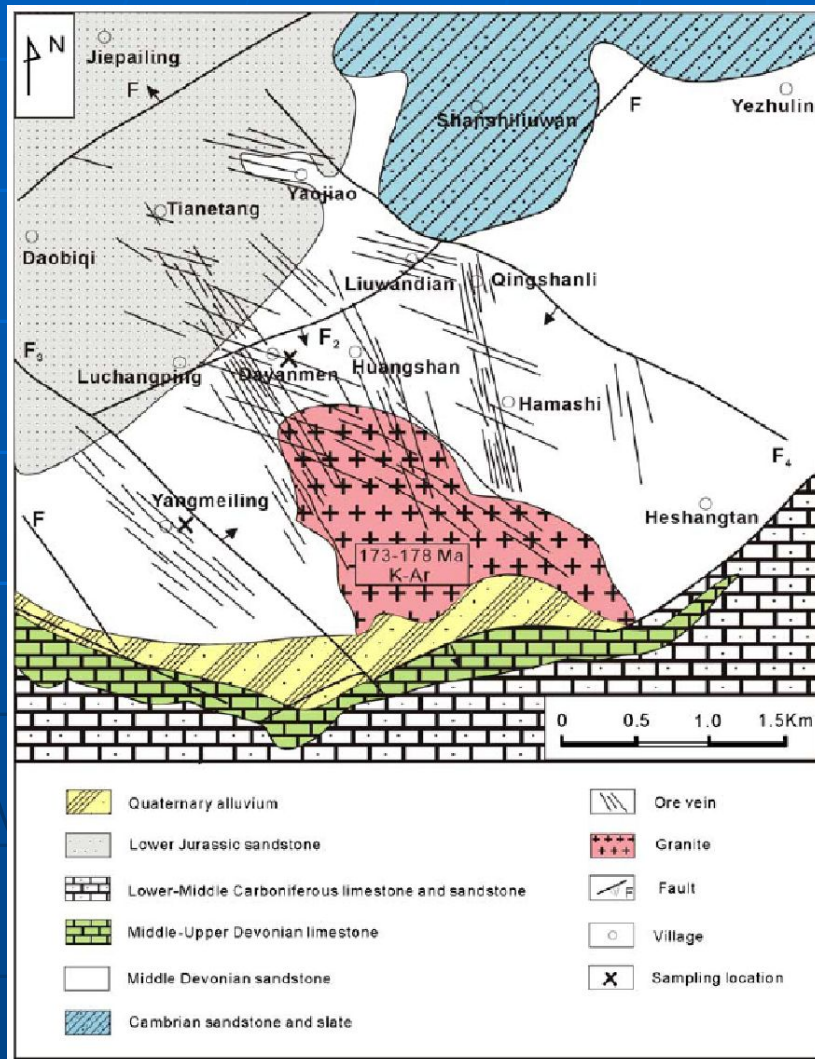 N
Jiepailing
F
F
Yezhulin
Shanshiliuwan
Yaojiao
Tianetang
Daobiqi
Liuwandian
Qingshanli
F2
F3
Luchangping
Dayanmen
Huangshan
Hamashi
F4
Yangmeiling
F
Heshangtan
173-178 Ma
K-Ar
0 0.5 1.0 1.5Km
Quaternary alluvium
Lower Jurassic sandstone
Lower-Middle Carboniferous limestone and sandstone
Middle-Upper Devonian limestone
Middle Devonian sandstone
Cambrian sandstone and slate
Ore vein
Granite
F
Fault
Village
Sampling location